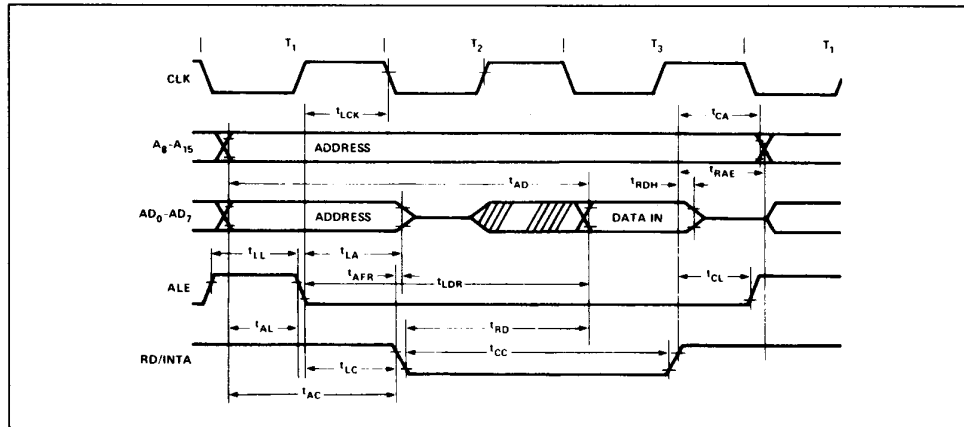 T1 T2 T3 T1
CLK
tLCK tCA
A8-A15 ADDRESS
tRAE
tAD tRDH
AD0-AD7 ADDRESS DATA IN
tLL tLA
tAFR tLDR tCL
ALE
tAL tRD
tCC
RD/INTA
tLC
tAC